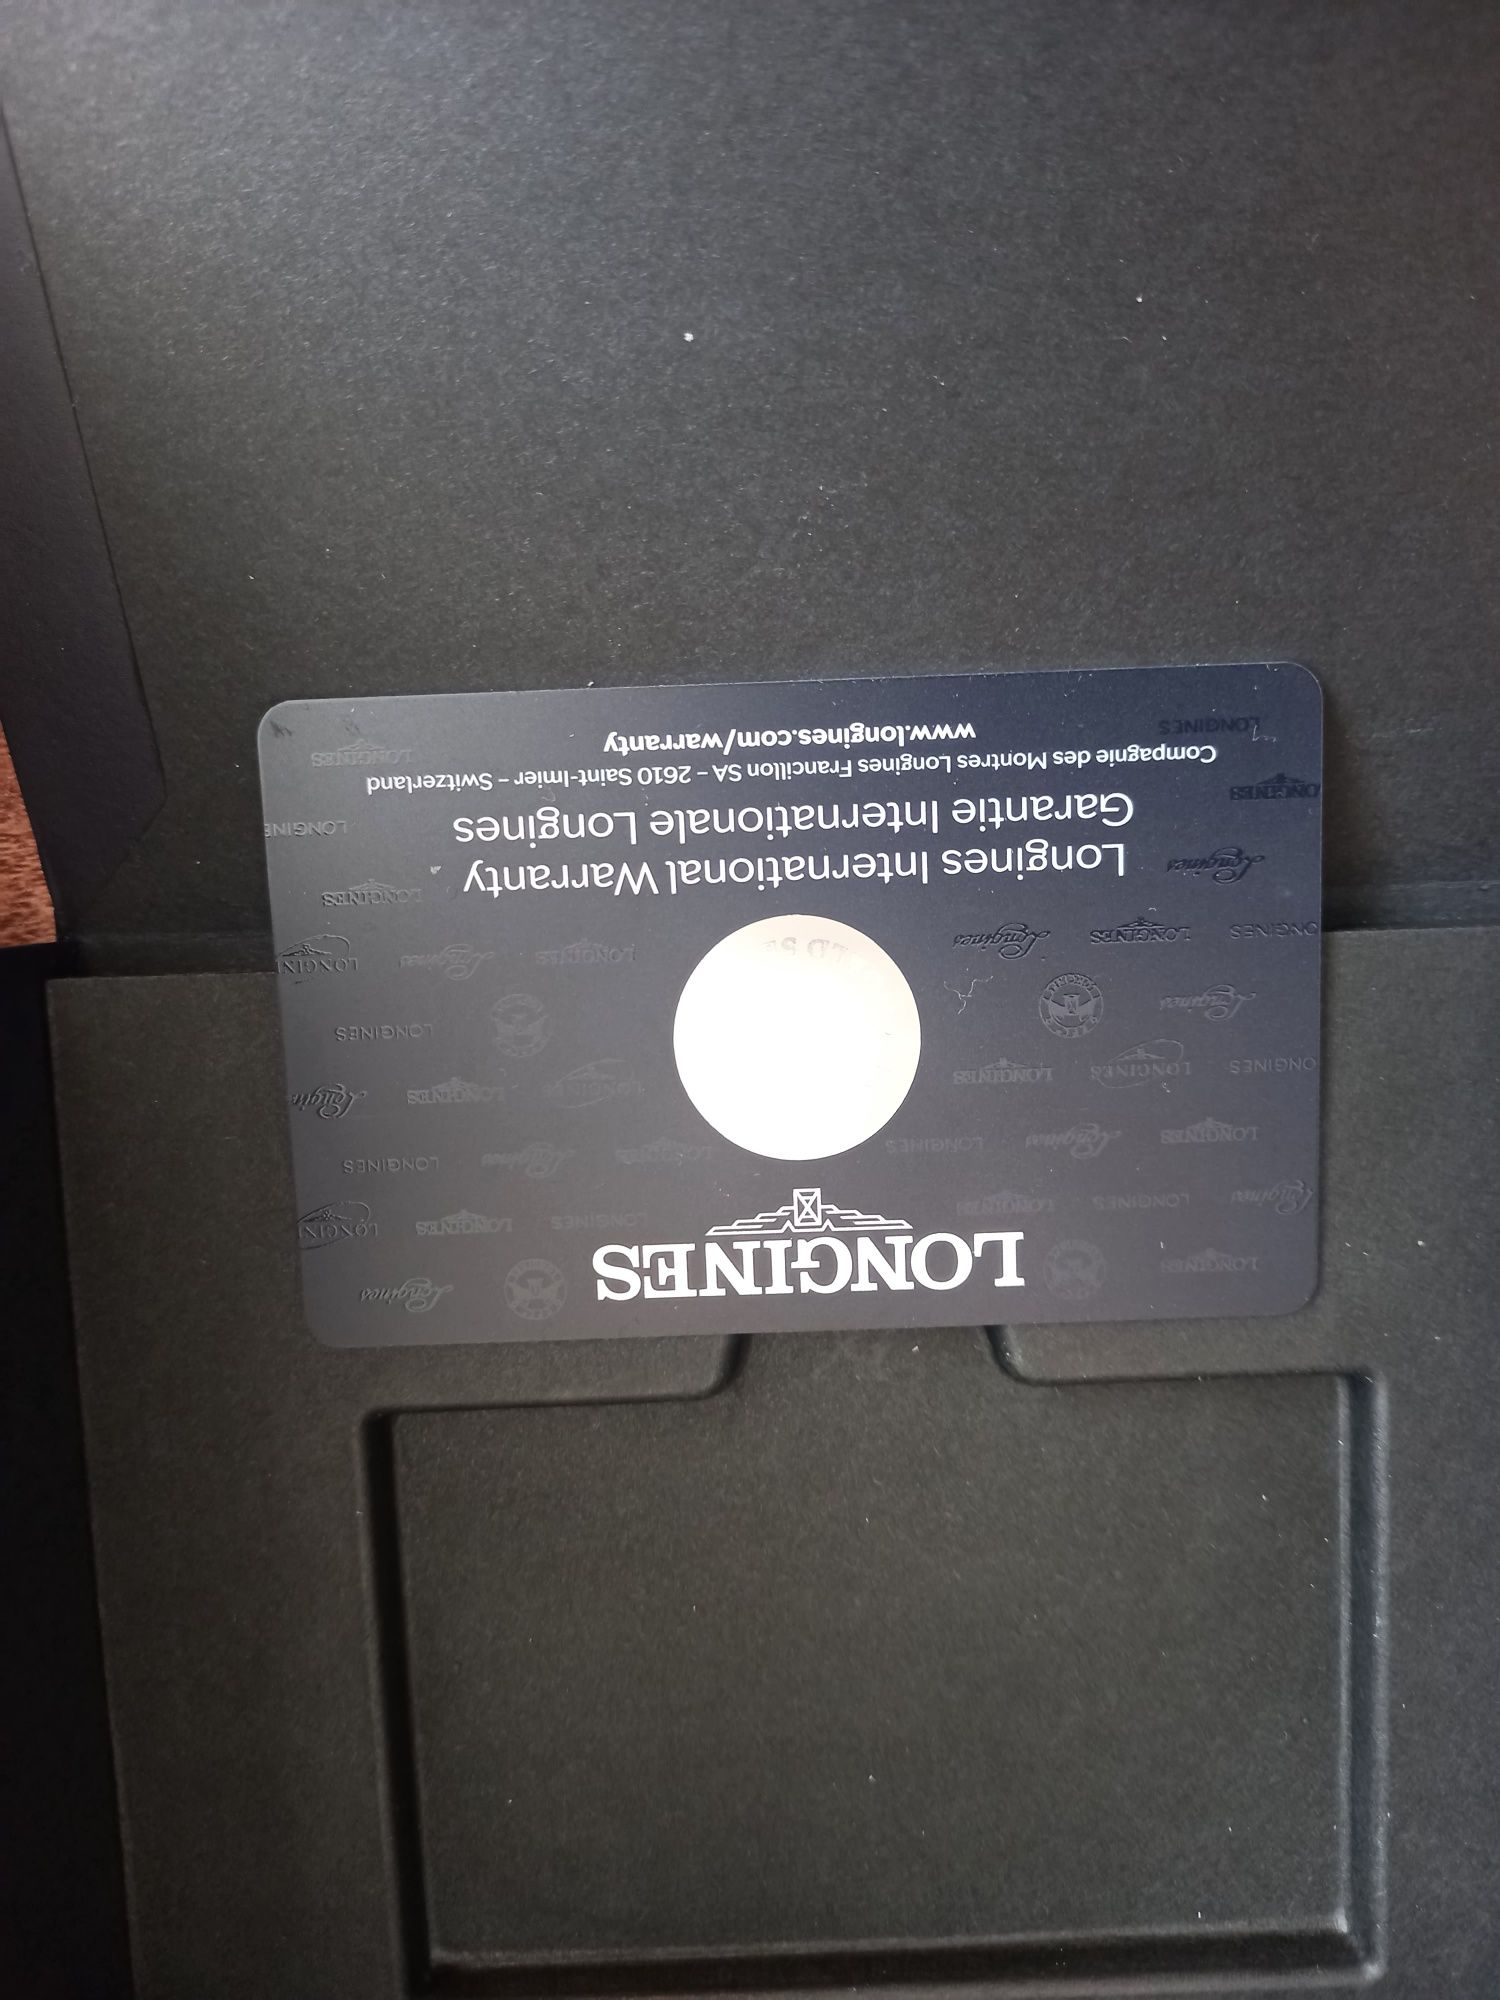 LONGINES
Longines International Warranty
Garantie Internationale Longines
Compagnie des Montres Longines Francillon SA – 2610 Saint-Imier – Switzerland
www.longines.com/warranty